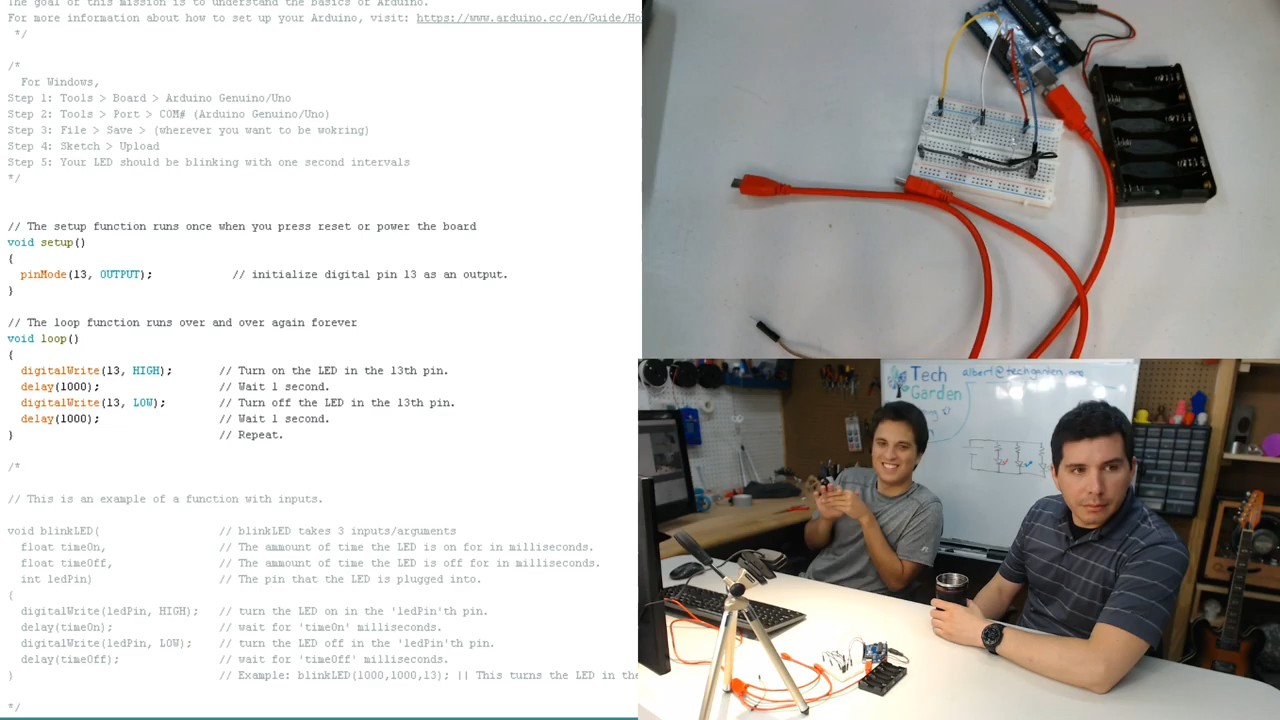 The goal of this mission is to understand the basics of Arduino.
For more information about how to set up your Arduino, visit: https://www.arduino.cc/en/Guide/Ho
*/
/*
For Windows,
Step 1: Tools > Board > Arduino Genuino/Uno
Step 2: Tools > Port > COM# (Arduino Genuino/Uno)
Step 3: File > Save > (wherever you want to be wokring)
Step 4: Sketch > Upload
Step 5: Your LED should be blinking with one second intervals
*/
// The setup function runs once when you press reset or power the board
void setup()
{
pinMode(13, OUTPUT); // initialize digital pin 13 as an output.
}
// The loop function runs over and over again forever
void loop()
{
digitalWrite(13, HIGH); // Turn on the LED in the 13th pin.
delay(1000); // Wait 1 second.
digitalWrite(13, LOW); // Turn off the LED in the 13th pin.
delay(1000); // Wait 1 second.
} // Repeat.
/*
// This is an example of a function with inputs.
void blinkLED( // blinkLED takes 3 inputs/arguments
float timeOn, // The ammount of time the LED is on for in milliseconds.
float timeOff, // The ammount of time the LED is off for in milliseconds.
int ledPin) // The pin that the LED is plugged into.
{
digitalWrite(ledPin, HIGH); // turn the LED on in the 'ledPin'th pin.
delay(timeOn); // wait for 'timeOn' milliseconds.
digitalWrite(ledPin, LOW); // turn the LED off in the 'ledPin'th pin.
delay(timeOff); // wait for 'timeOff' milliseconds.
} // Example: blinkLED(1000,1000,13); || This turns the LED in the
*/
Tech
Garden
albert@techgarden.org